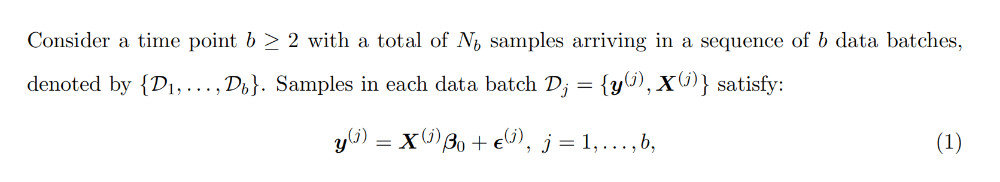 Consider a time point $b \geq 2$ with a total of $N_b$ samples arriving in a sequence of $b$ data batches,
denoted by $\{\mathcal{D}_1, \ldots, \mathcal{D}_b\}$. Samples in each data batch $\mathcal{D}_j = \{\boldsymbol{y}^{(j)}, \boldsymbol{X}^{(j)}\}$ satisfy:
$\boldsymbol{y}^{(j)} = \boldsymbol{X}^{(j)}\boldsymbol{\beta}_0 + \boldsymbol{\epsilon}^{(j)},\ j = 1, \ldots, b,$ (1)